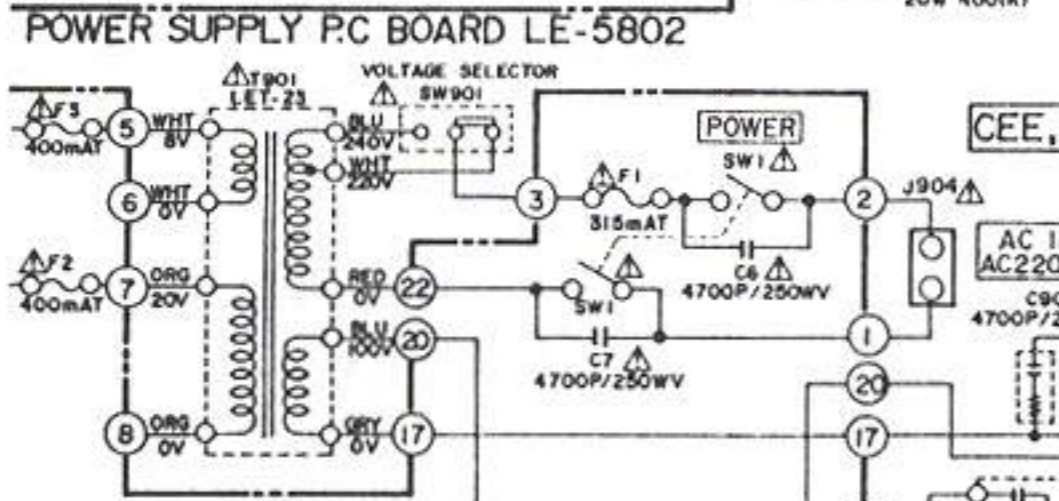 POWER SUPPLY P.C BOARD LE-5802
T901
LET-23
VOLTAGE SELECTOR
SW901
F3
400mAT
5
WHT
8V
BLU
240V
WHT
220V
POWER
SW1
CEE.
6
WHT
0V
3
F1
315mAT
2
J904
F2
400mAT
7
ORG
20V
RED
0V
22
SW1
C6
4700P/250WV
AC 1
AC220
BLU
100V
20
C7
4700P/250WV
1
20
8
ORG
0V
GRY
0V
17
17